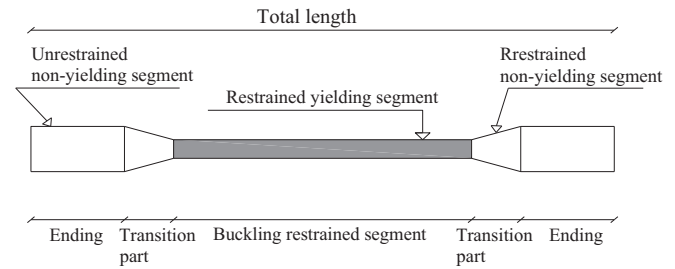 Total length
Unrestrained
non-yielding segment
Rrestrained
non-yielding segment
Restrained yielding segment
Ending
Transition
part
Buckling restrained segment
Transition
part
Ending